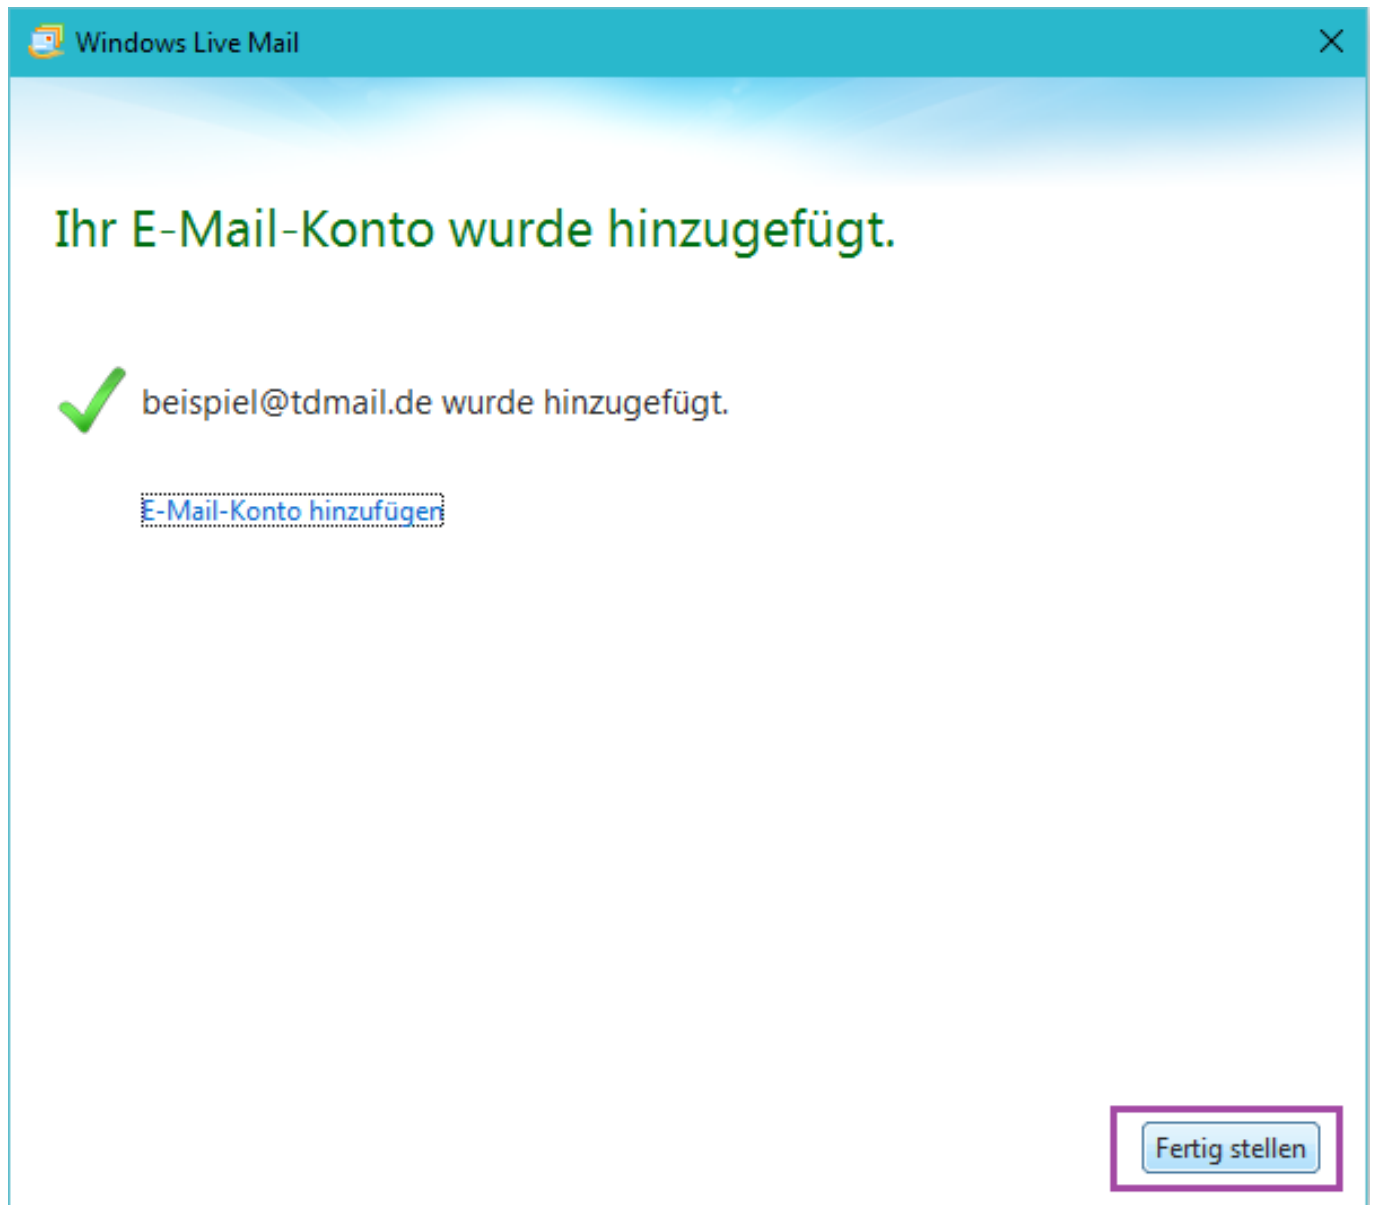 Windows Live Mail
Ihr E-Mail-Konto wurde hinzugefügt.
beispiel@tdmail.de wurde hinzugefügt.
E-Mail-Konto hinzufügen
Fertig stellen